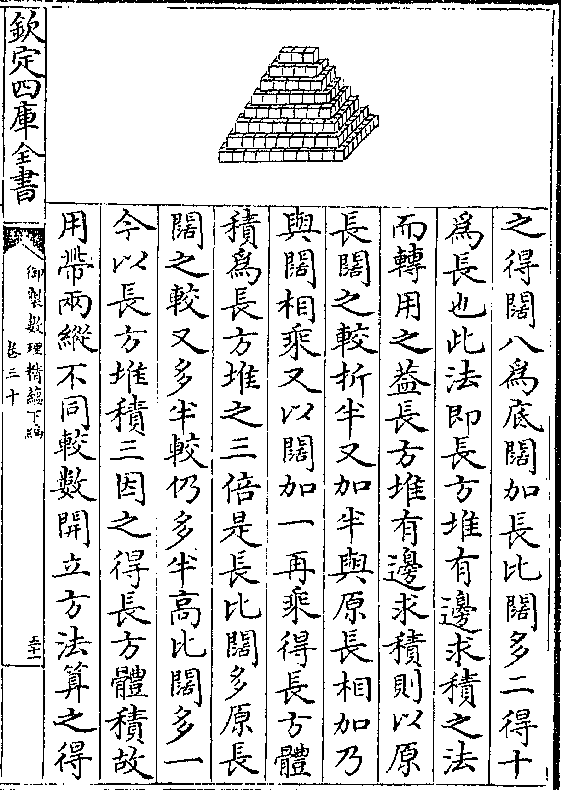 之得闊八爲底闊加長比闊多二得十
爲長也此法即長方堆有邊求積之法
而轉用之葢長方堆有邊求積則以原
長闊之較折半又加半與原長相加乃
與闊相乘又以闊加一再乘得長方體
積爲長方堆之三倍是長比闊多原長
闊之較又多半較仍多半高比闊多一
今以長方堆積三因之得長方體積故
用帶兩縱不同較數開立方法算之得
欽定四庫全書
御製數理精蘊下編
卷三十